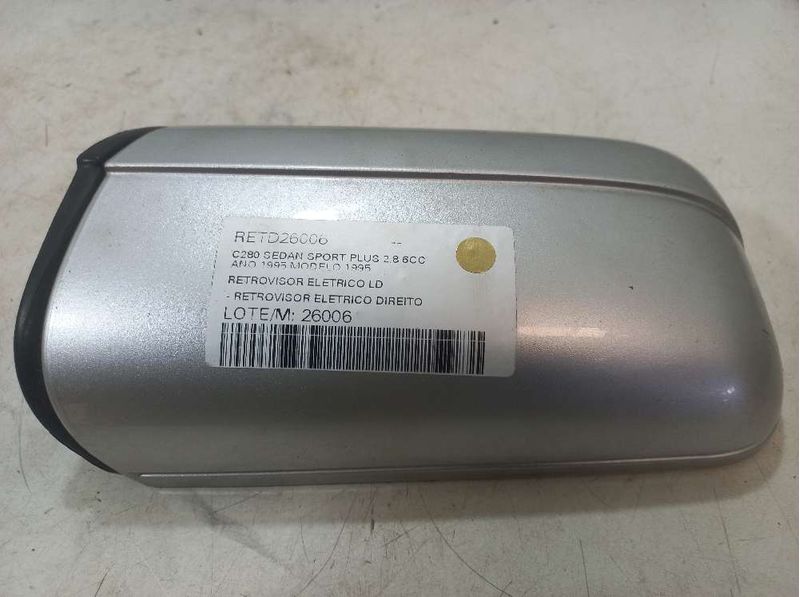 RETD26006 --
C280 SEDAN SPORT PLUS 2.8 6CC
ANO 1995 MODELO 1995
RETROVISOR ELETRICO LD
- RETROVISOR ELETRICO DIREITO
LOTE/M: 26006